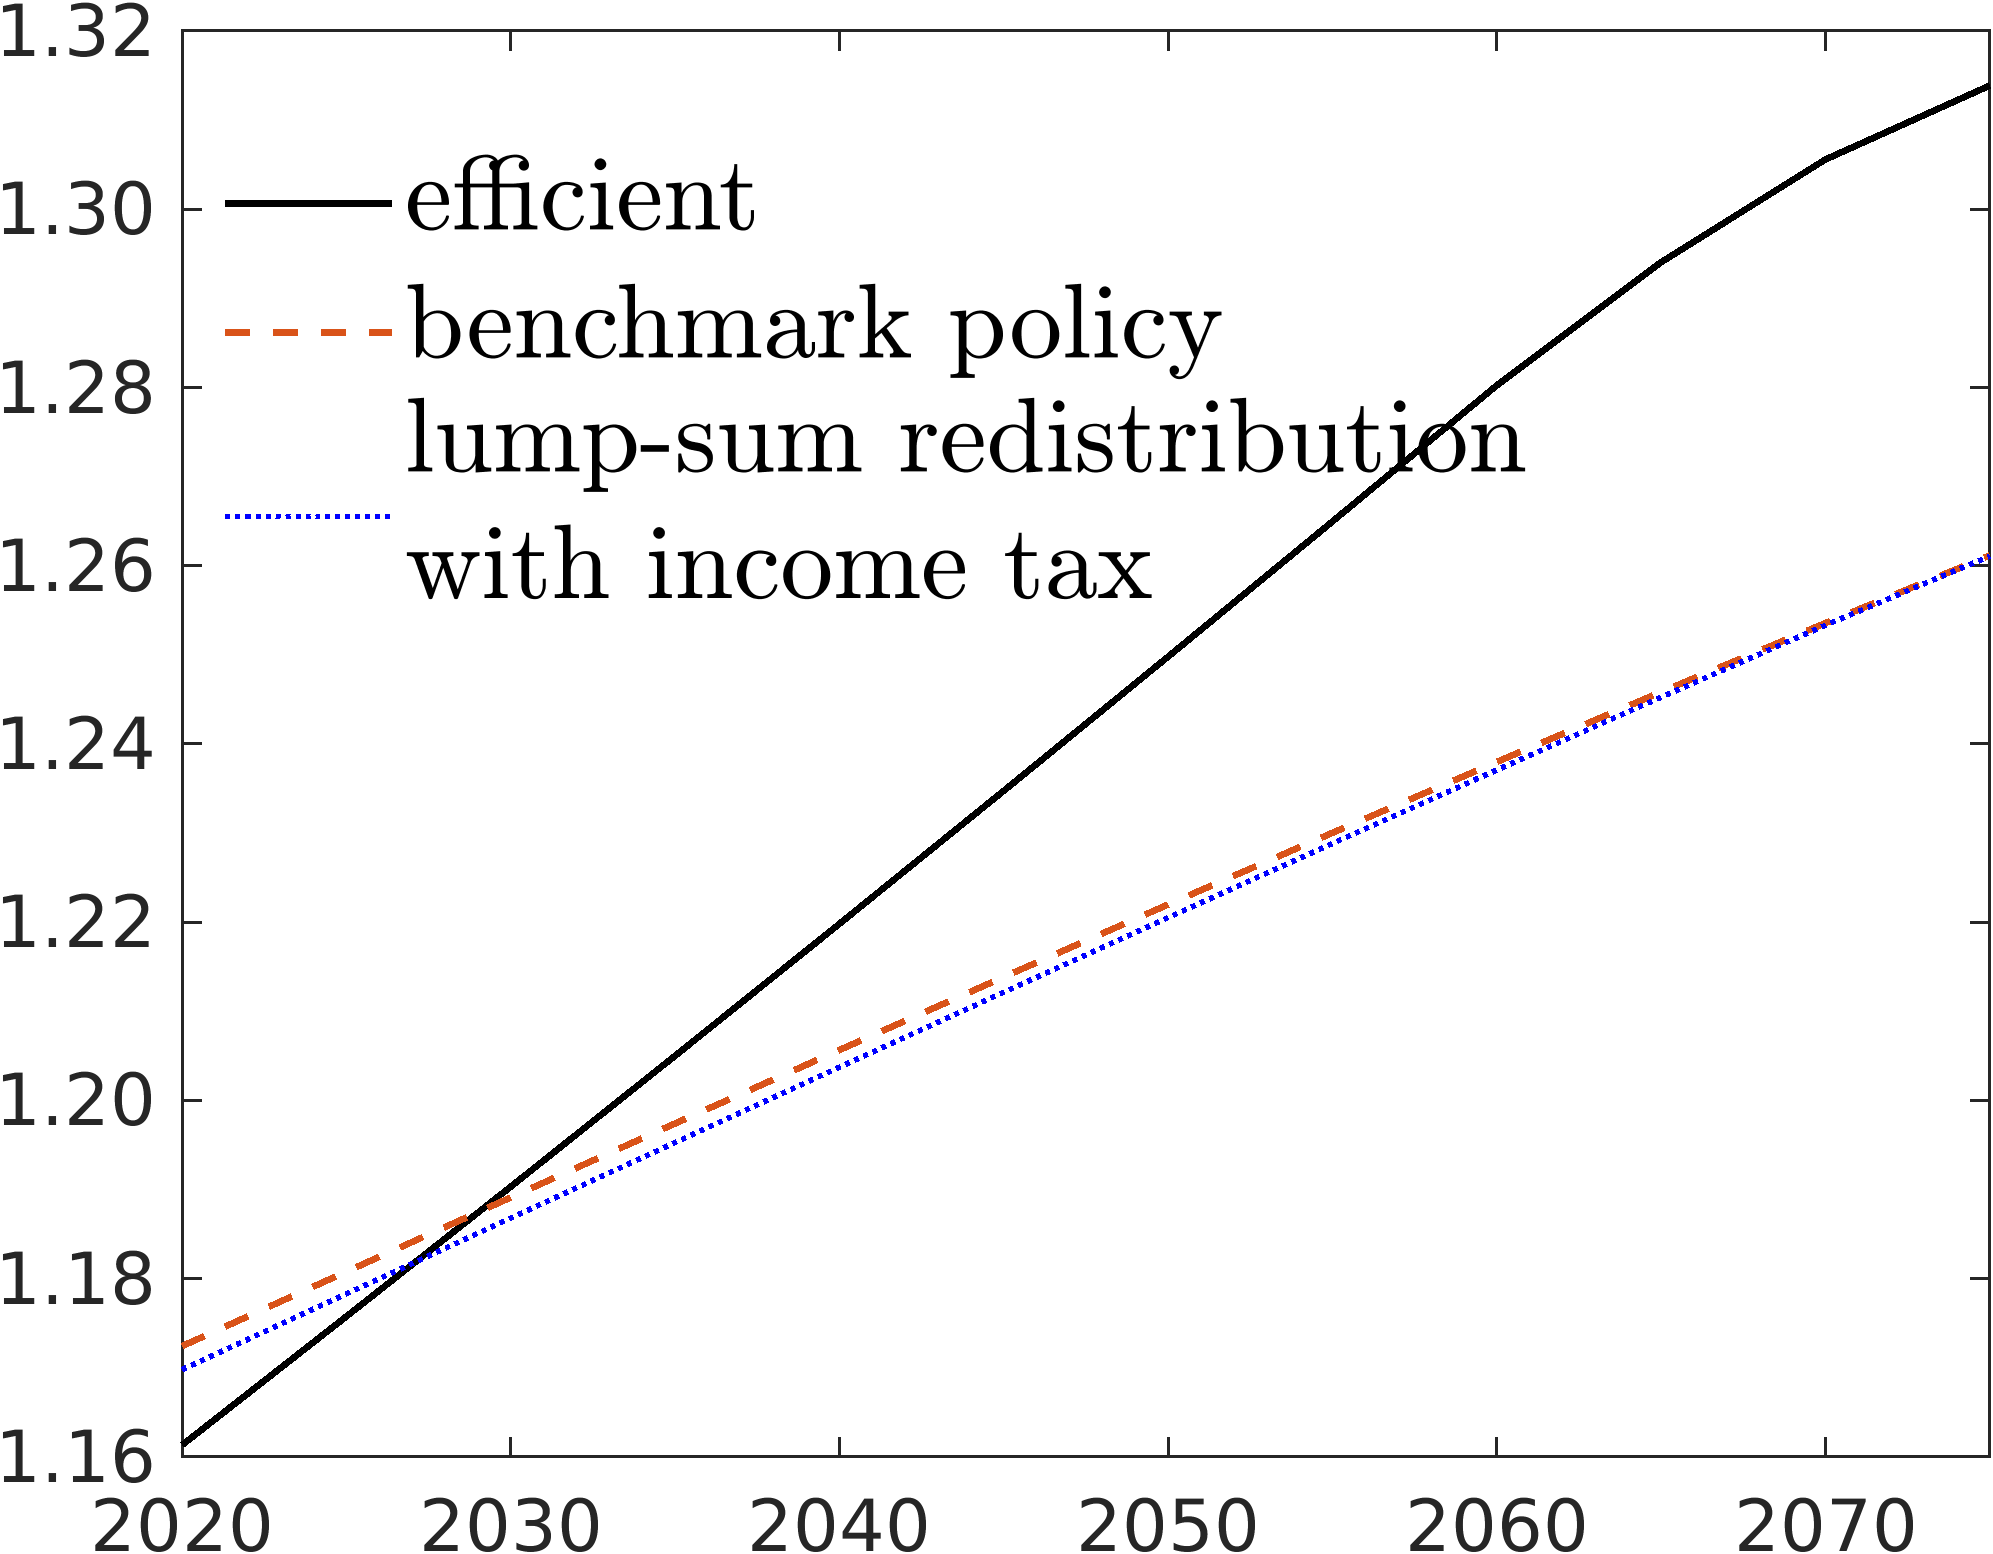 1.32
1.30
1.28
1.26
1.24
1.22
1.20
1.18
1.16
efficient
benchmark policy
lump-sum redistribution
with income tax
2020 2030 2040 2050 2060 2070